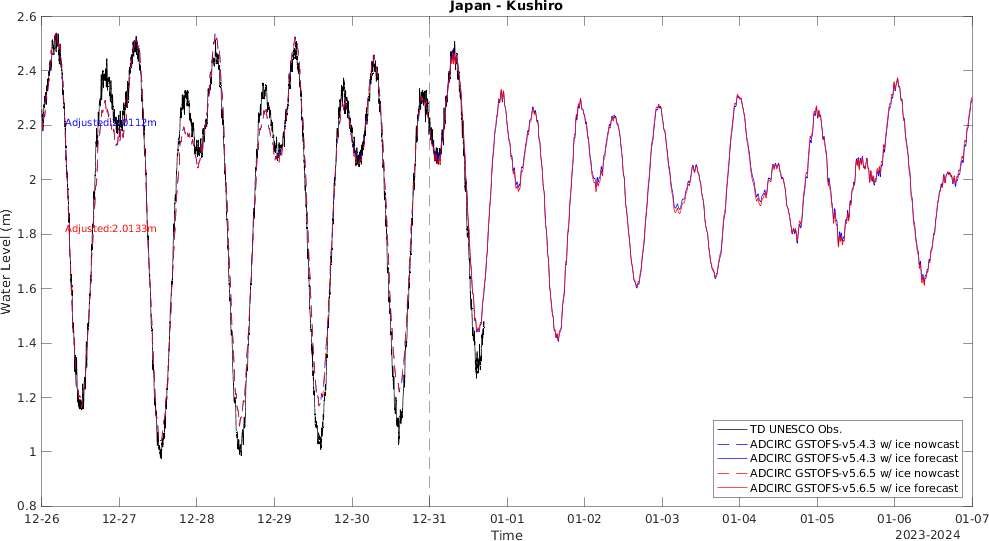 Japan - Kushiro
2.6
2.4
2.2
2
1.8
1.6
1.4
1.2
1
0.8
Water Level (m)
Adjusted:2.0112m
Adjusted:2.0133m
TD UNESCO Obs.
ADCIRC GSTOFS-v5.4.3 w/ ice nowcast
ADCIRC GSTOFS-v5.4.3 w/ ice forecast
ADCIRC GSTOFS-v5.6.5 w/ ice nowcast
ADCIRC GSTOFS-v5.6.5 w/ ice forecast
12-26 12-27 12-28 12-29 12-30 12-31 01-01 01-02 01-03 01-04 01-05 01-06 01-07
Time
2023-2024